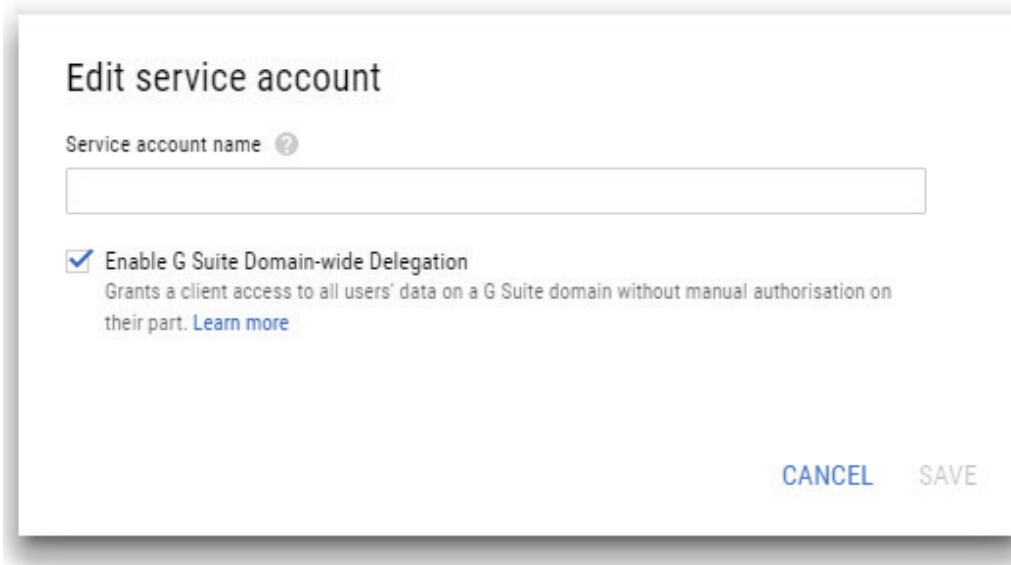 Edit service account
Service account name ?
Enable G Suite Domain-wide Delegation
Grants a client access to all users' data on a G Suite domain without manual authorisation on
their part. Learn more
CANCEL SAVE